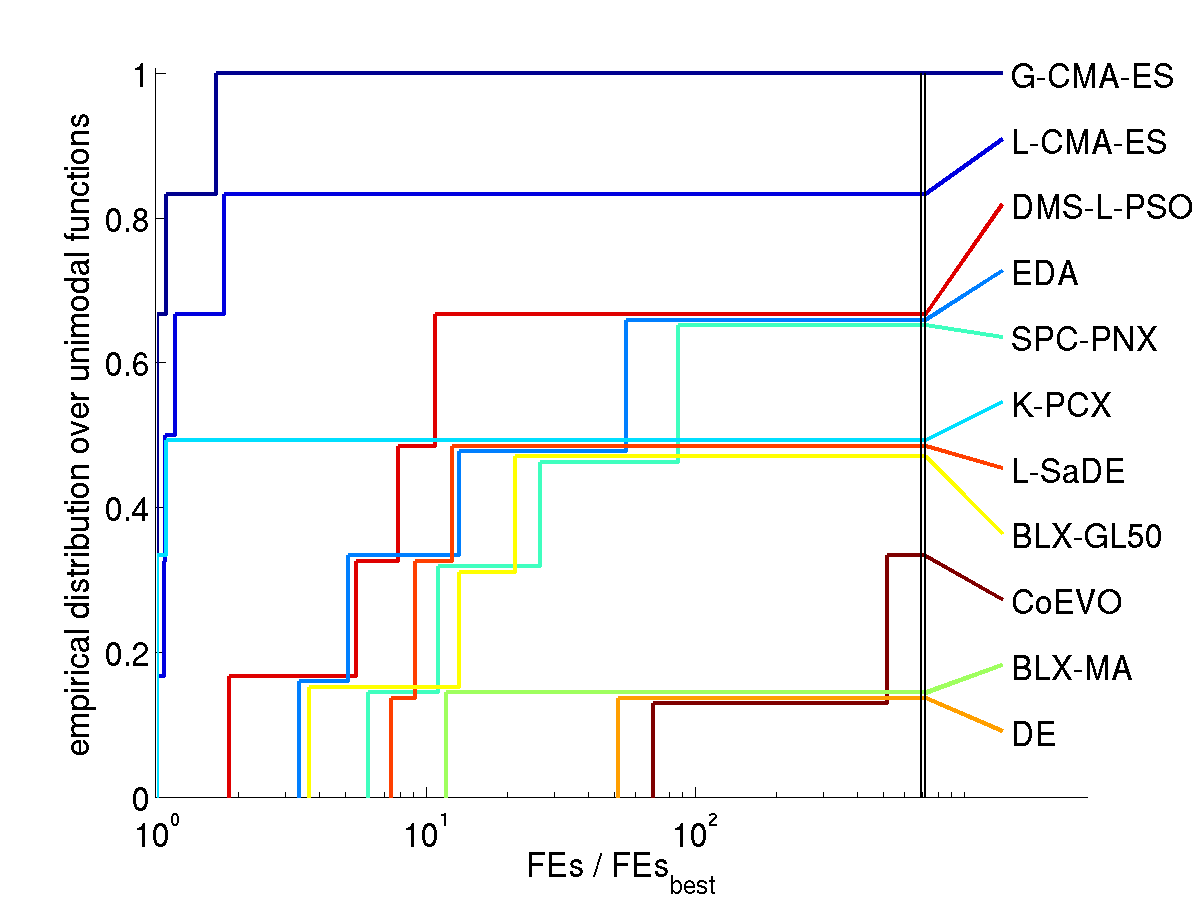 empirical distribution over unimodal functions
1
0.8
0.6
0.4
0.2
0
10^0
10^1
10^2
FEs / FEs_best
G-CMA-ES
L-CMA-ES
DMS-L-PSO
EDA
SPC-PNX
K-PCX
L-SaDE
BLX-GL50
CoEVO
BLX-MA
DE